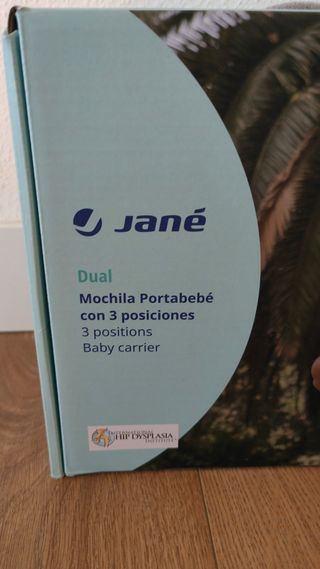 Jané
Dual
Mochila Portabebé
con 3 posiciones
3 positions
Baby carrier
INTERNATIONAL
HIP DYSPLASIA
INSTITUTE